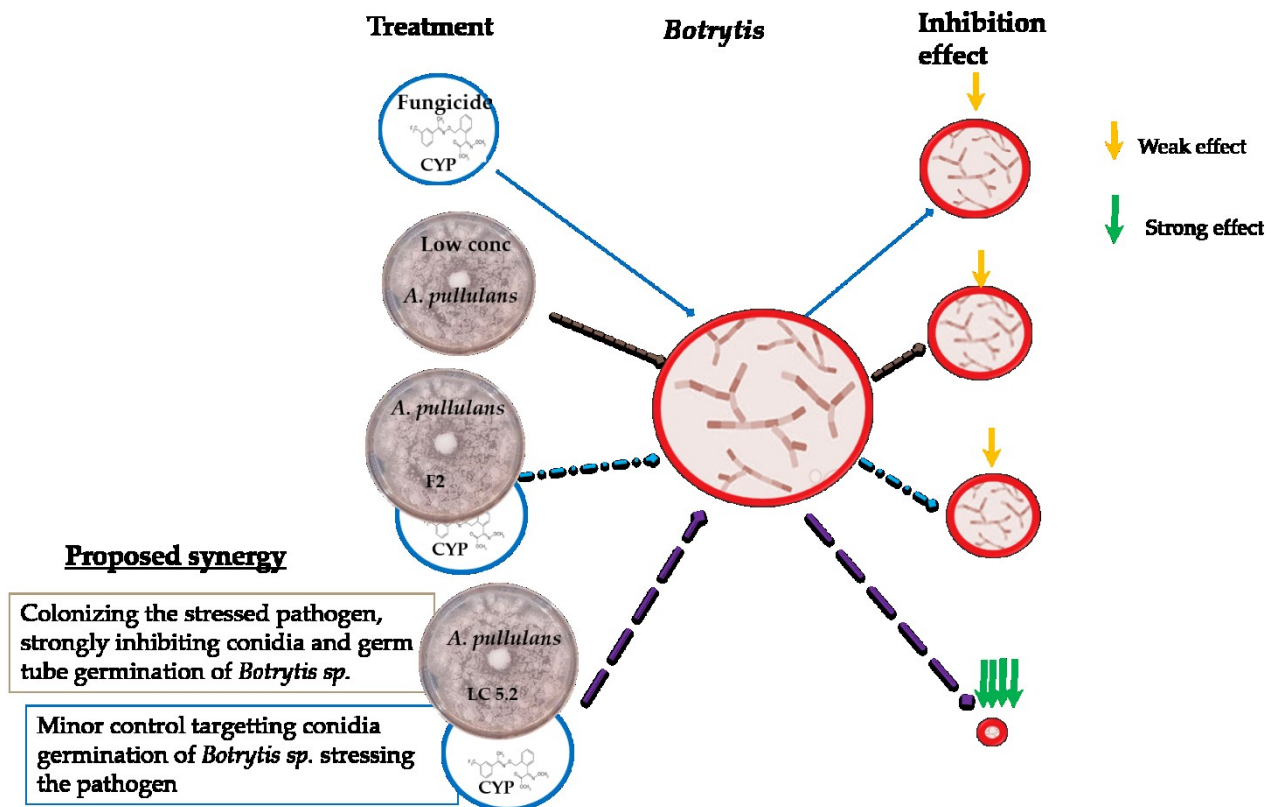 Treatment
Botrytis
Inhibition
effect
Fungicide
CYP
Weak effect
Strong effect
Low conc
A. pullulans
A. pullulans
F2
CYP
Proposed synergy
Colonizing the stressed pathogen,
strongly inhibiting conidia and germ
tube germination of Botrytis sp.
Minor control targetting conidia
germination of Botrytis sp. stressing
the pathogen
A. pullulans
LC 5.2
CYP